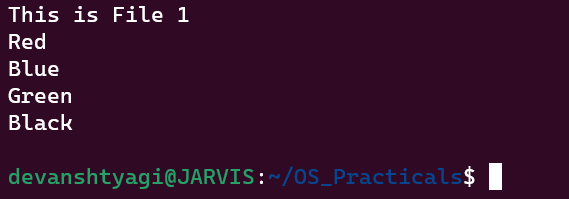 This is File 1
Red
Blue
Green
Black
devanshtyagi@JARVIS:~/OS_Practicals$